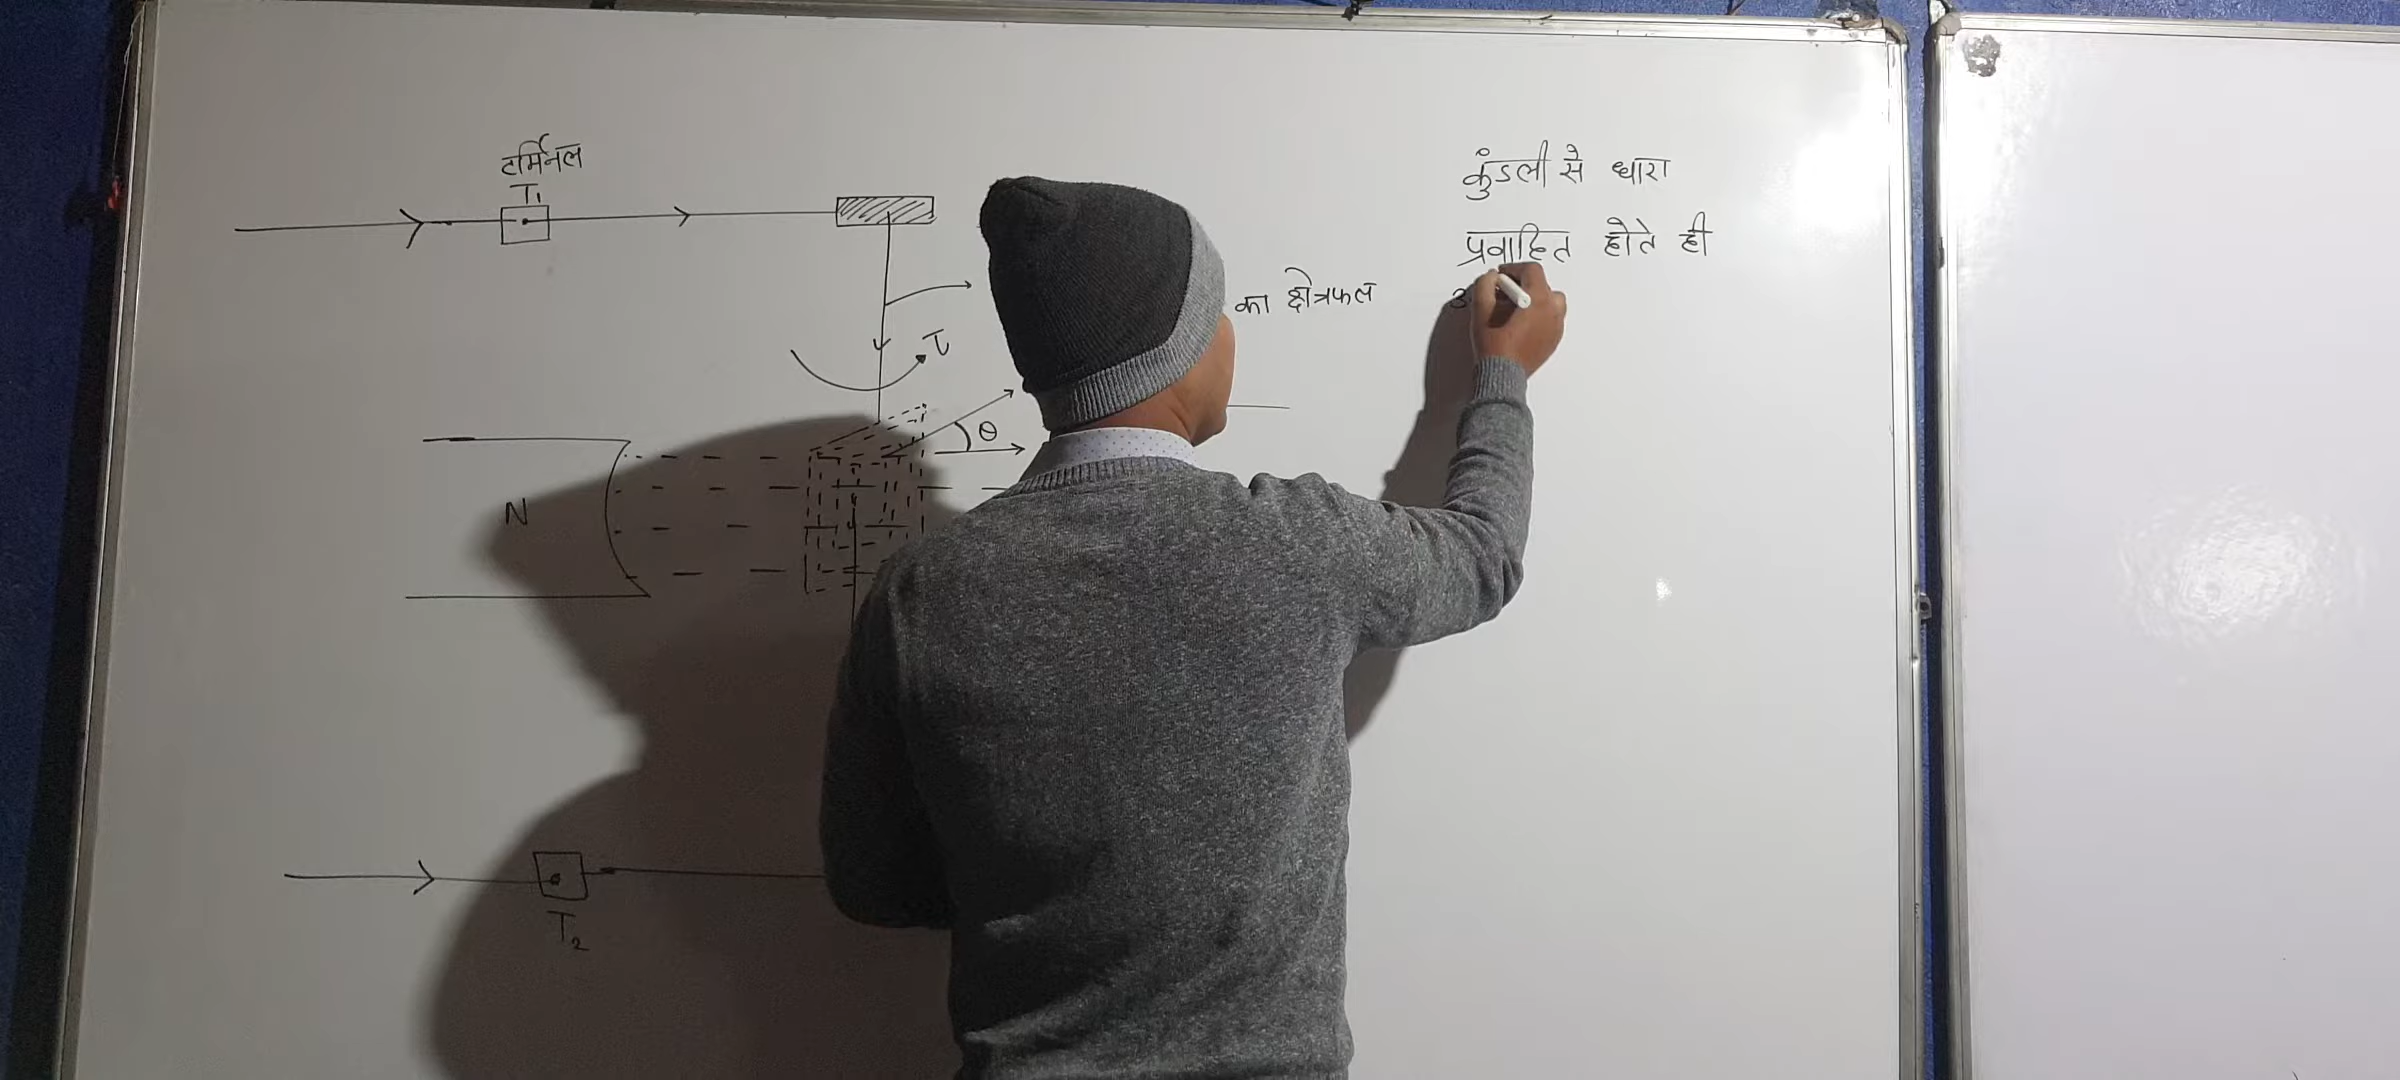 टर्मिनल
T₁
कुंडली से धारा
प्रवाहित होते ही
का क्षेत्रफल
τ
θ
N
T₂